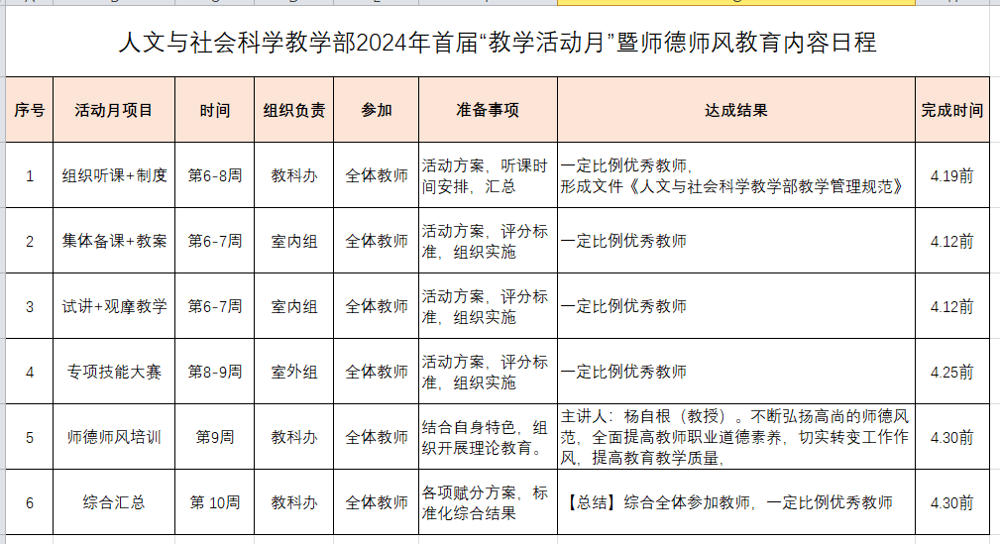 人文与社会科学教学部2024年首届“教学活动月”暨师德师风教育内容日程
序号 活动月项目 时间 组织负责 参加 准备事项 达成结果 完成时间
1 组织听课+制度 第6-8周 教科办 全体教师 活动方案，听课时 一定比例优秀教师， 4.19前
间安排，汇总 形成文件《人文与社会科学教学部教学管理规范》
2 集体备课+教案 第6-7周 室内组 全体教师 活动方案，评分标 一定比例优秀教师 4.12前
准，组织实施
3 试讲+观摩教学 第6-7周 室内组 全体教师 活动方案，评分标 一定比例优秀教师 4.12前
准，组织实施
4 专项技能大赛 第8-9周 室外组 全体教师 活动方案，评分标 一定比例优秀教师 4.25前
准，组织实施
5 师德师风培训 第9周 教科办 全体教师 结合自身特色，组 主讲人：杨自根（教授）。不断弘扬高尚的师德风 4.30前
织开展理论教育。 范，全面提高教师职业道德素养，切实转变工作作
风，提高教育教学质量，
6 综合汇总 第 10周 教科办 全体教师 各项赋分方案，标 【总结】综合全体参加教师，一定比例优秀教师 4.30前
准化综合结果